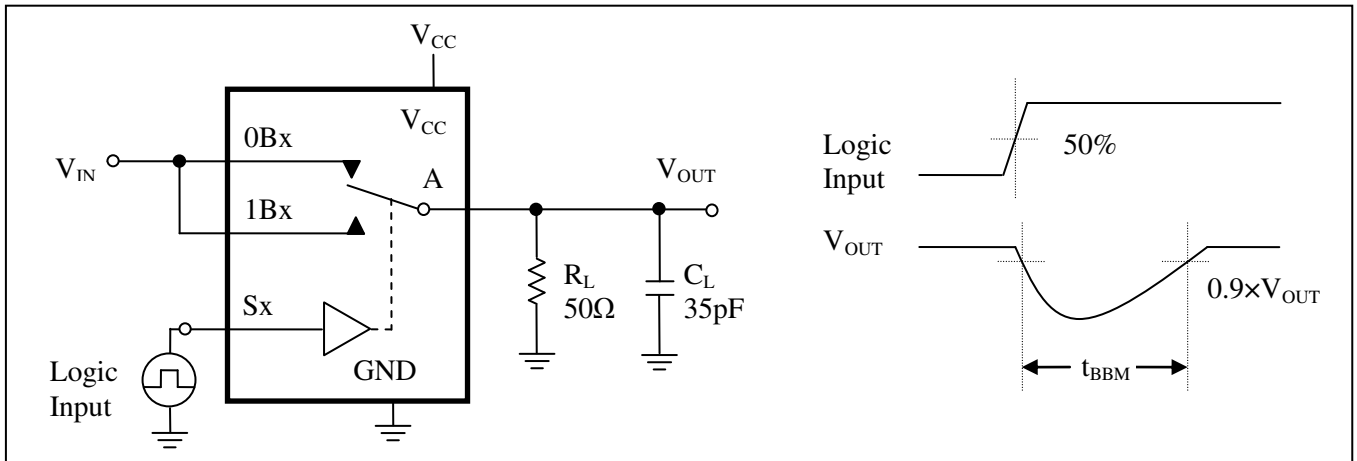 V_CC
V_CC
0Bx
V_IN
A
V_OUT
1Bx
R_L
50Ω
C_L
35pF
Sx
GND
Logic
Input
Logic
Input
50%
V_OUT
0.9×V_OUT
t_BBM